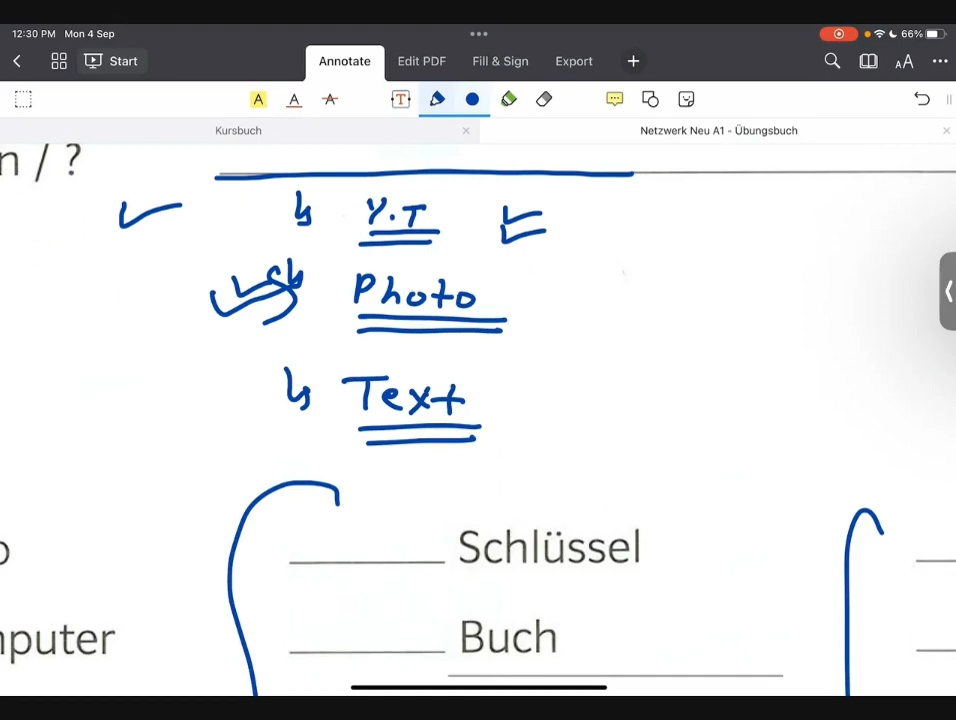 12:30 PM Mon 4 Sep
66%
Start
Annotate
Edit PDF
Fill & Sign
Export
Kursbuch
Netzwerk Neu A1 - Übungsbuch
n / ?
Y.T
Photo
Text
Schlüssel
mputer
Buch